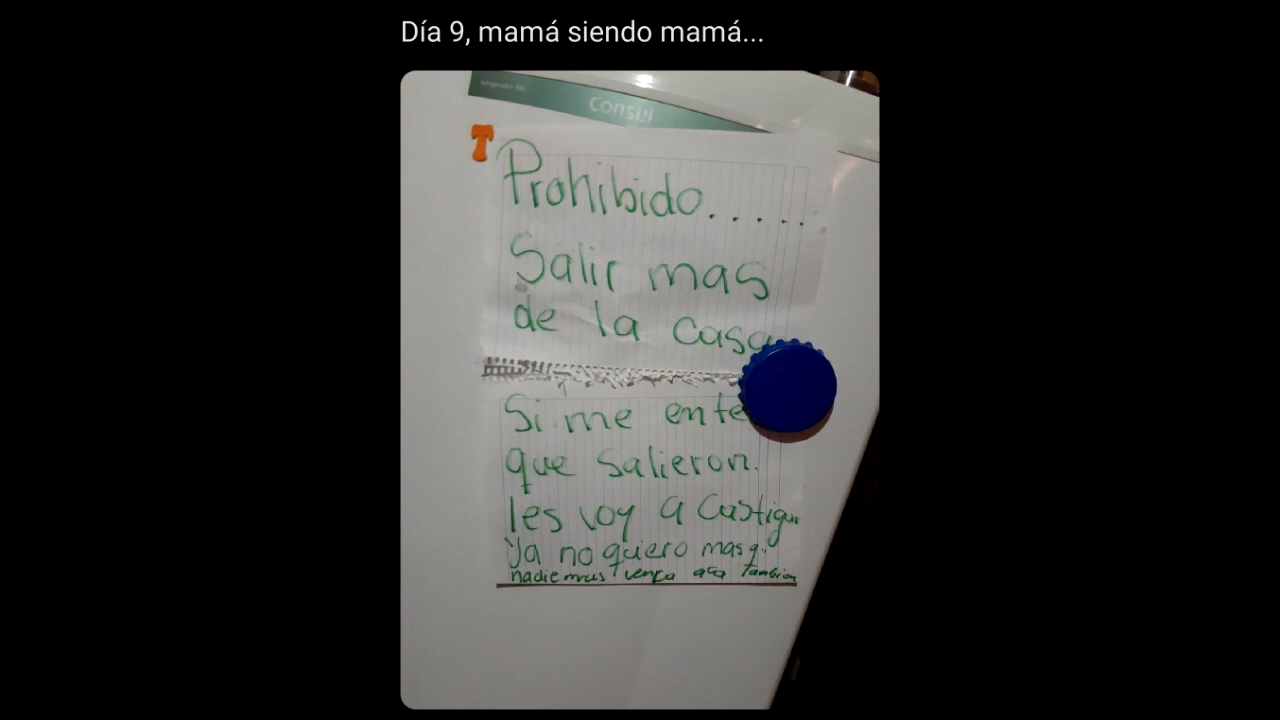 Día 9, mamá siendo mamá...
consul
T
Prohibido.....
Salir mas
de la casa
Si me ente
que salieron.
les voy a castigar
Ya no quiero mas q.
nadie mas venga aca tambien